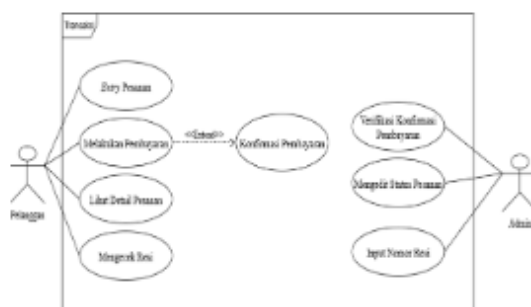 Transaksi
Entry Pesanan
Melakukan Pembayaran
<<Extent>>
Konfirmasi Pembayaran
Lihat Detail Pesanan
Mengecek Resi
Pelanggan
Verifikasi Konfirmasi
Pembayaran
Mengedit Status Pesanan
Input Nomor Resi
Admin